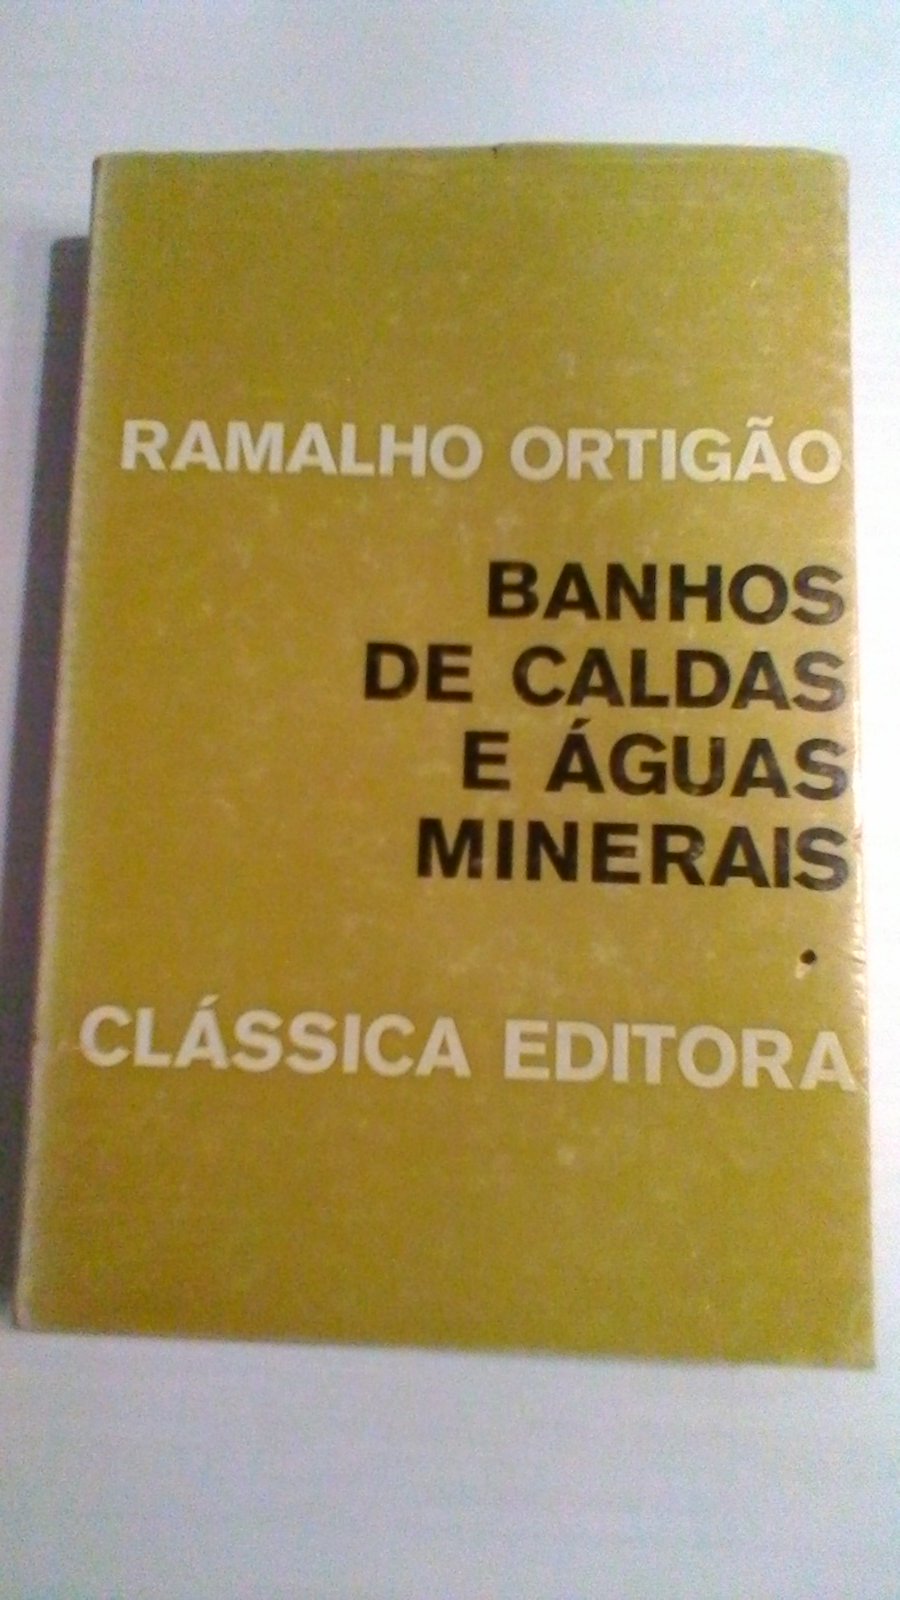 RAMALHO ORTIGÃO
BANHOS
DE CALDAS
E ÁGUAS
MINERAIS
CLÁSSICA EDITORA